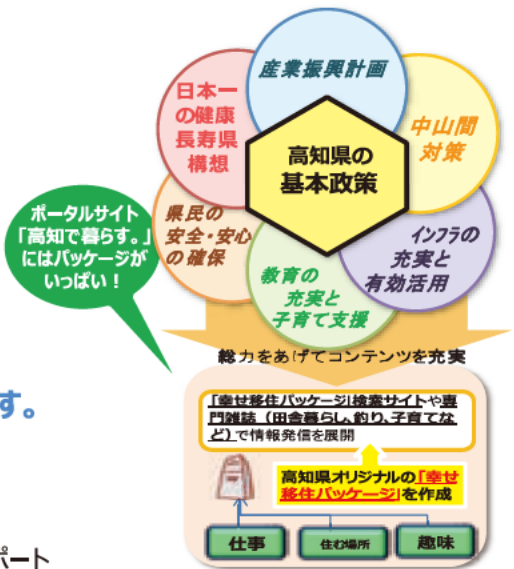 産業振興計画
日本一
の健康
長寿県
構想
中山間
対策
高知県の
基本政策
県民の
安全・安心
の確保
インフラの
充実と
有効活用
教育の
充実と
子育て支援
ポータルサイト
「高知で暮らす。」
にはパッケージが
いっぱい！
総力をあげてコンテンツを充実
す。
「幸せ移住パッケージ」検索サイトや専
門雑誌（田舎暮らし、釣り、子育てな
ど）で情報発信を展開
高知県オリジナルの「幸せ
移住パッケージ」を作成
仕事
住む場所
趣味
ポート